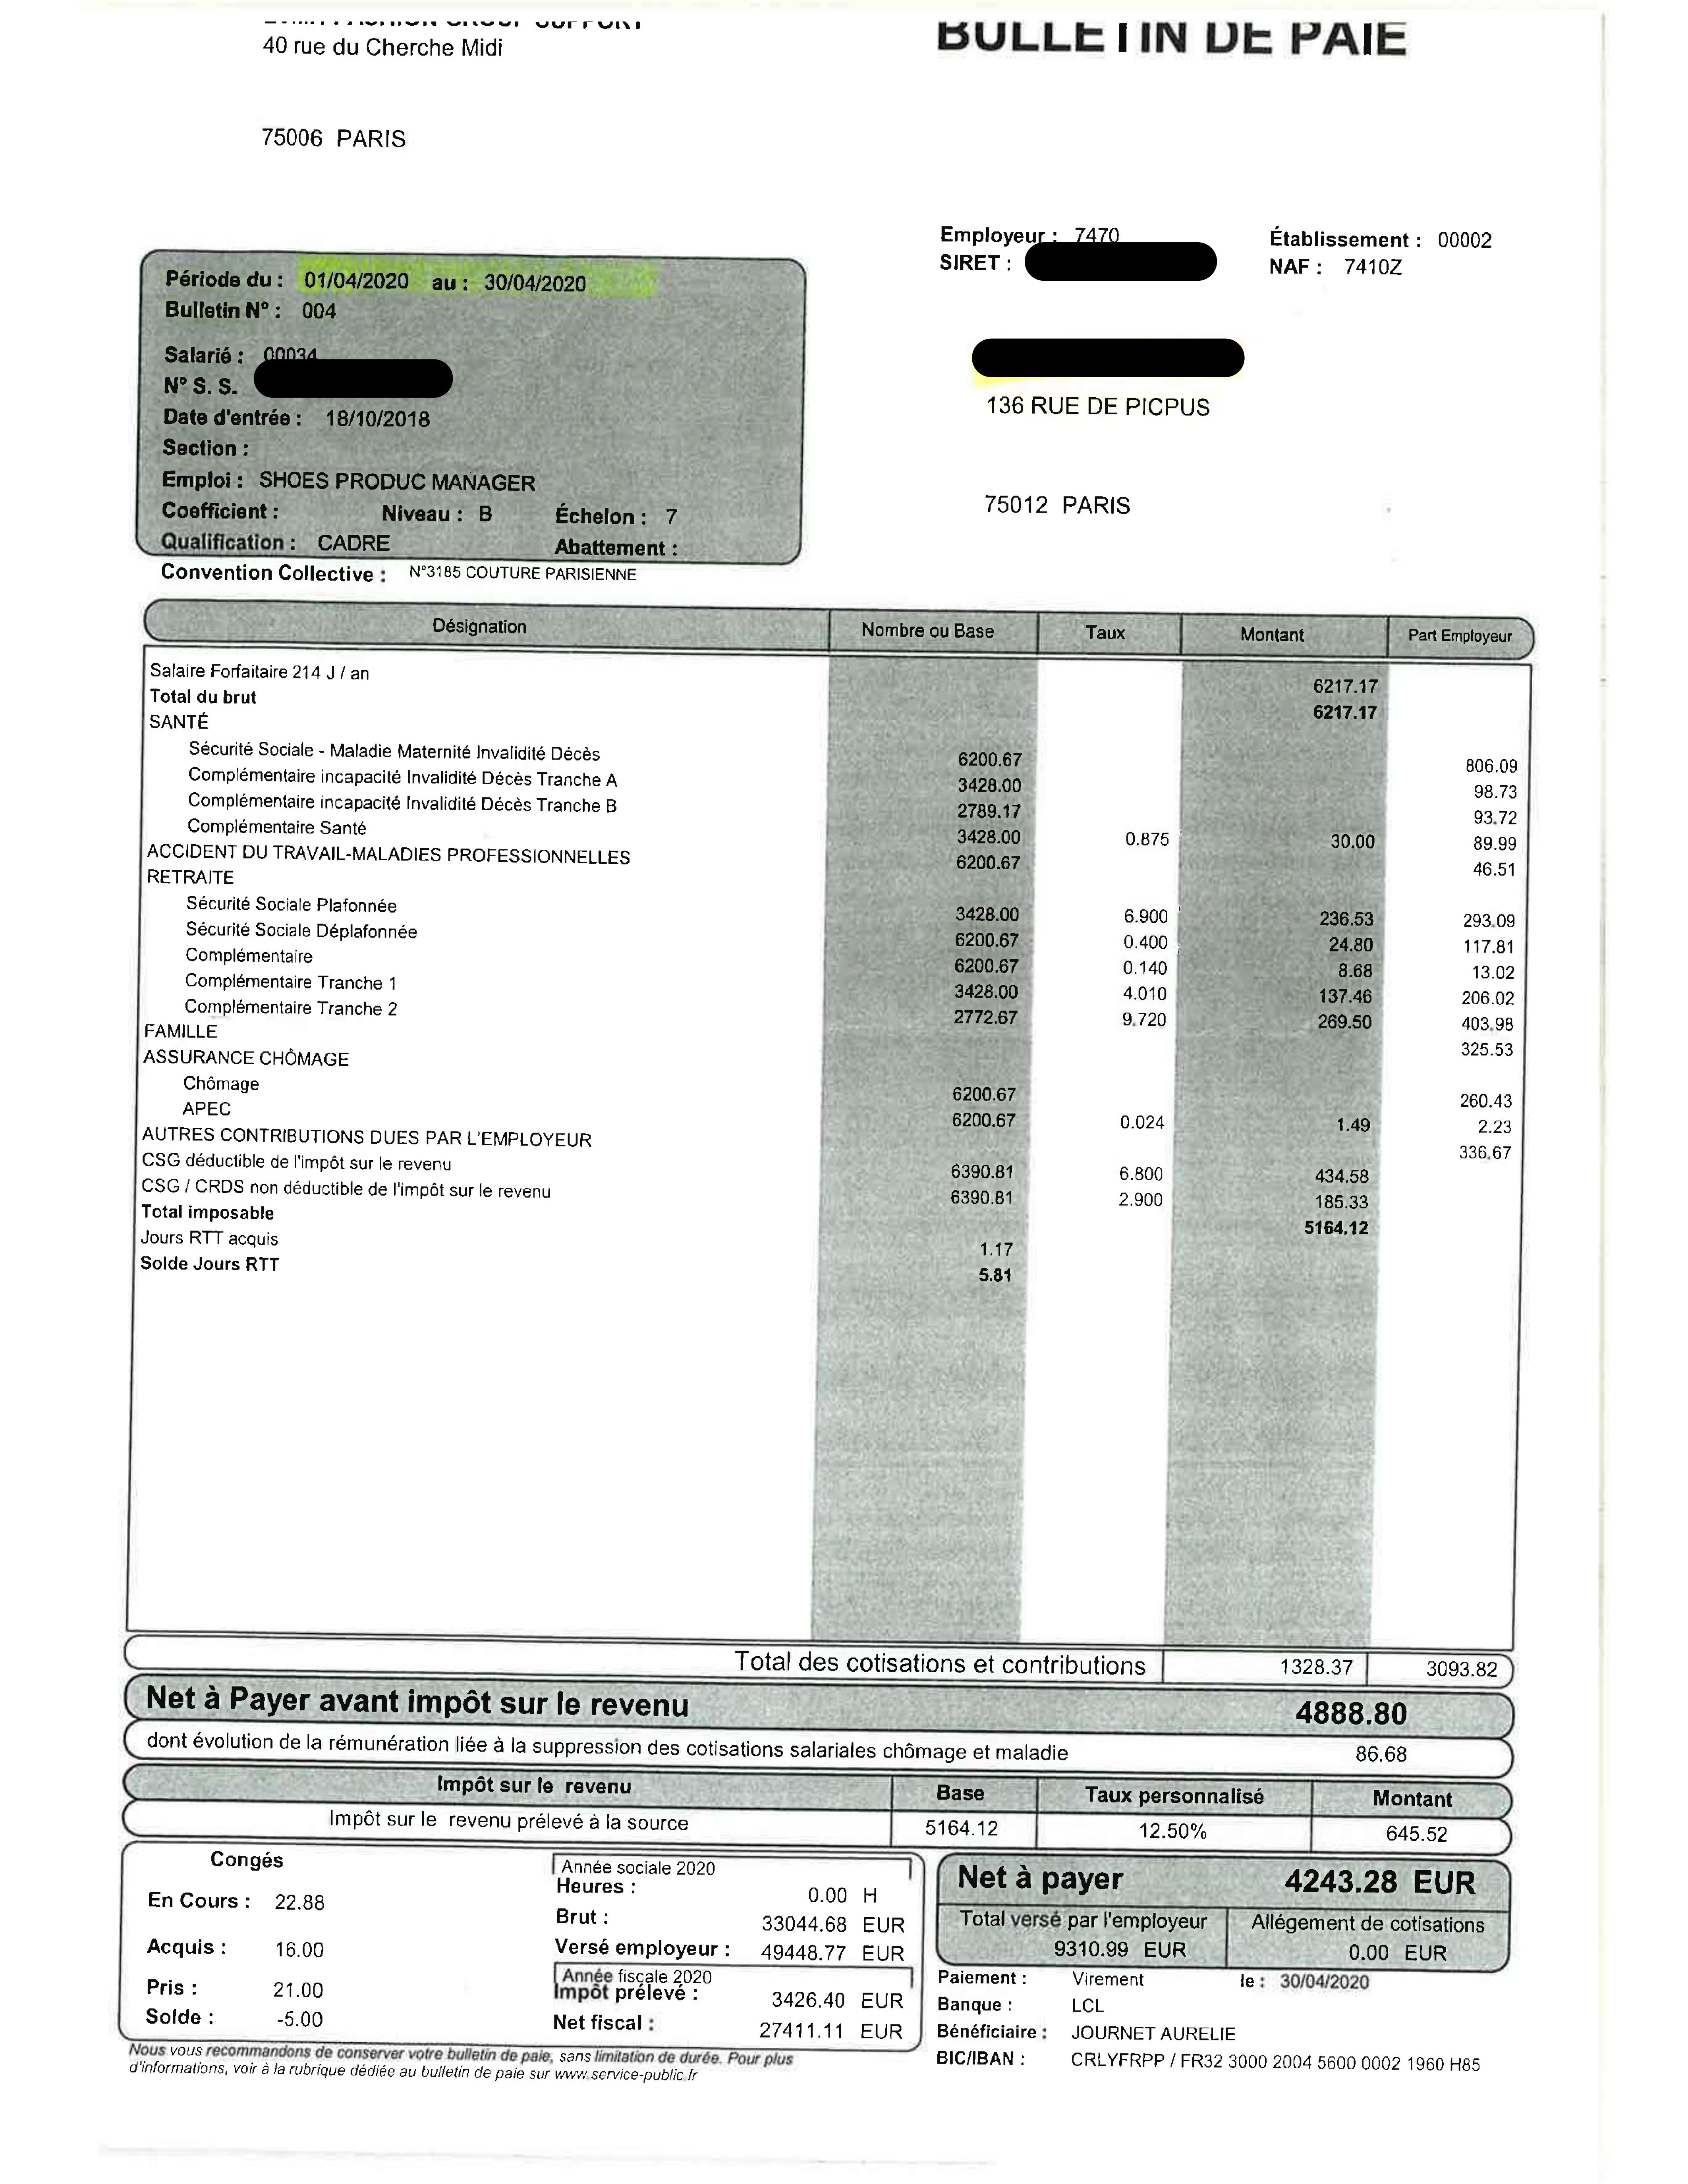 FASHION GROUP SUPPORT
BULLETIN DE PAIE
40 rue du Cherche Midi
75006 PARIS
Employeur : 7470
Établissement : 00002
SIRET :
NAF : 7410Z
Période du : 01/04/2020 au : 30/04/2020
Bulletin N° : 004
Salarié : 00034
N° S. S.
Date d'entrée : 18/10/2018
Section :
Emploi : SHOES PRODUC MANAGER
Coefficient : Niveau : B Échelon : 7
Qualification : CADRE Abattement :
Convention Collective : N°3185 COUTURE PARISIENNE
136 RUE DE PICPUS
75012 PARIS
Désignation Nombre ou Base Taux Montant Part Employeur
Salaire Forfaitaire 214 J / an 6217.17
Total du brut 6217.17
SANTÉ
Sécurité Sociale - Maladie Maternité Invalidité Décès 6200.67 806.09
Complémentaire incapacité Invalidité Décès Tranche A 3428.00 98.73
Complémentaire incapacité Invalidité Décès Tranche B 2789.17 93.72
Complémentaire Santé 3428.00 0.875 30.00 89.99
ACCIDENT DU TRAVAIL-MALADIES PROFESSIONNELLES 6200.67 46.51
RETRAITE
Sécurité Sociale Plafonnée 3428.00 6.900 236.53 293.09
Sécurité Sociale Déplafonnée 6200.67 0.400 24.80 117.81
Complémentaire 6200.67 0.140 8.68 13.02
Complémentaire Tranche 1 3428.00 4.010 137.46 206.02
Complémentaire Tranche 2 2772.67 9.720 269.50 403.98
FAMILLE 325.53
ASSURANCE CHÔMAGE
Chômage 6200.67 260.43
APEC 6200.67 0.024 1.49 2.23
AUTRES CONTRIBUTIONS DUES PAR L'EMPLOYEUR 336.67
CSG déductible de l'impôt sur le revenu 6390.81 6.800 434.58
CSG / CRDS non déductible de l'impôt sur le revenu 6390.81 2.900 185.33
Total imposable 5164.12
Jours RTT acquis 1.17
Solde Jours RTT 5.81
Total des cotisations et contributions 1328.37 3093.82
Net à Payer avant impôt sur le revenu 4888.80
dont évolution de la rémunération liée à la suppression des cotisations salariales chômage et maladie 86.68
Impôt sur le revenu Base Taux personnalisé Montant
Impôt sur le revenu prélevé à la source 5164.12 12.50% 645.52
Congés
En Cours : 22.88
Acquis : 16.00
Pris : 21.00
Solde : -5.00
Année sociale 2020
Heures : 0.00 H
Brut : 33044.68 EUR
Versé employeur : 49448.77 EUR
Année fiscale 2020
Impôt prélevé : 3426.40 EUR
Net fiscal : 27411.11 EUR
Net à payer 4243.28 EUR
Total versé par l'employeur Allégement de cotisations
9310.99 EUR 0.00 EUR
Paiement : Virement le : 30/04/2020
Banque : LCL
Bénéficiaire : JOURNET AURELIE
BIC/IBAN : CRLYFRPP / FR32 3000 2004 5600 0002 1960 H85
Nous vous recommandons de conserver votre bulletin de paie, sans limitation de durée. Pour plus
d'informations, voir à la rubrique dédiée au bulletin de paie sur www.service-public.fr